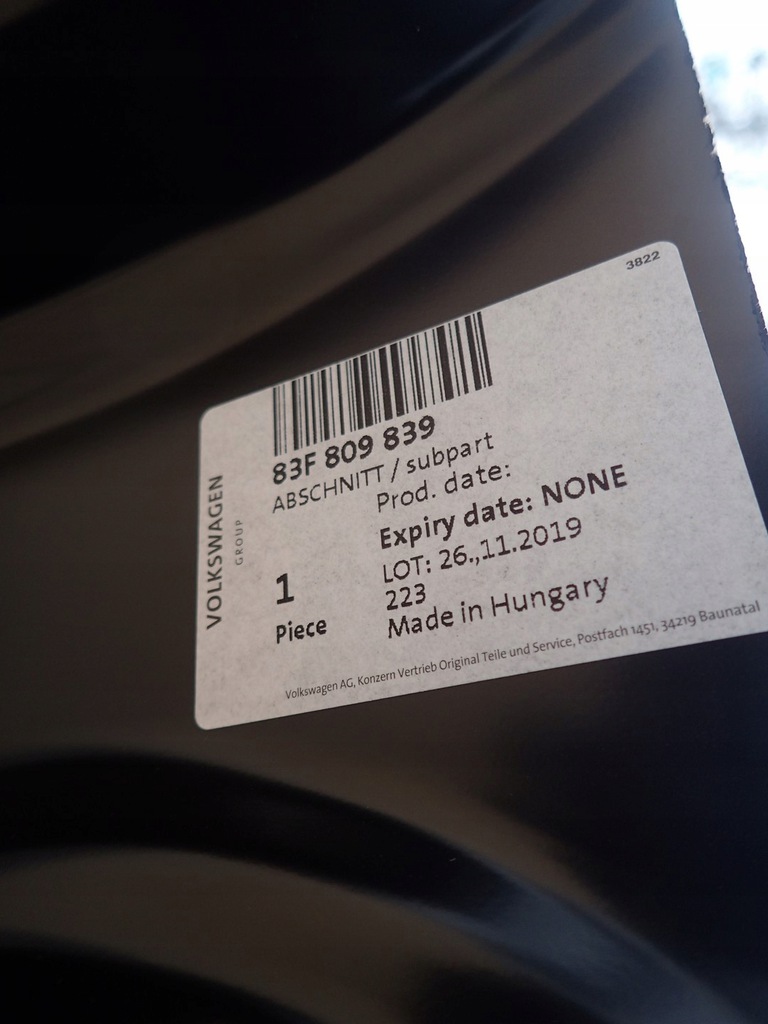 3822
83F 809 839
ABSCHNITT / subpart
Prod. date:
Expiry date: NONE
LOT: 26.,11.2019
223
Made in Hungary
1
Piece
VOLKSWAGEN
GROUP
Volkswagen AG, Konzern Vertrieb Original Teile und Service, Postfach 1451, 34219 Baunatal